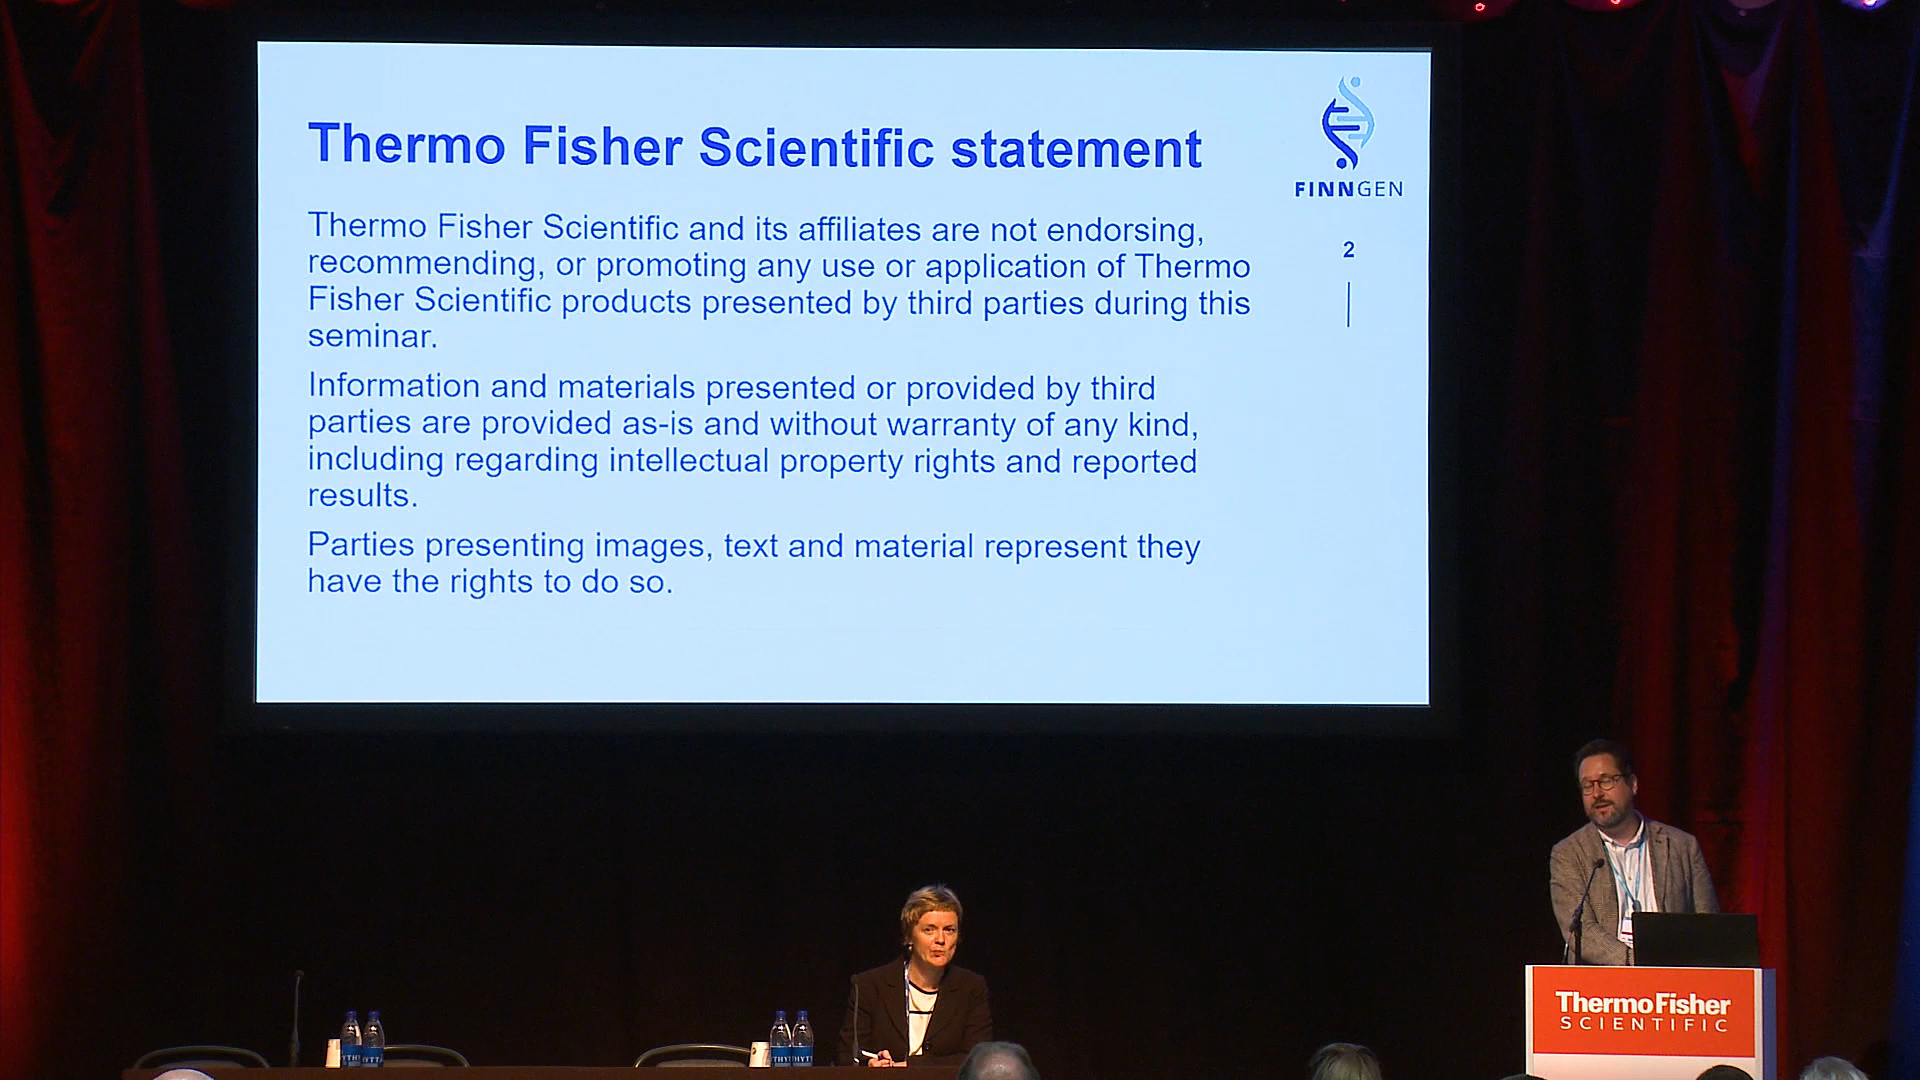 Thermo Fisher Scientific statement
FINNGEN
2
Thermo Fisher Scientific and its affiliates are not endorsing,
recommending, or promoting any use or application of Thermo
Fisher Scientific products presented by third parties during this
seminar.
Information and materials presented or provided by third
parties are provided as-is and without warranty of any kind,
including regarding intellectual property rights and reported
results.
Parties presenting images, text and material represent they
have the rights to do so.
ThermoFisher
SCIENTIFIC